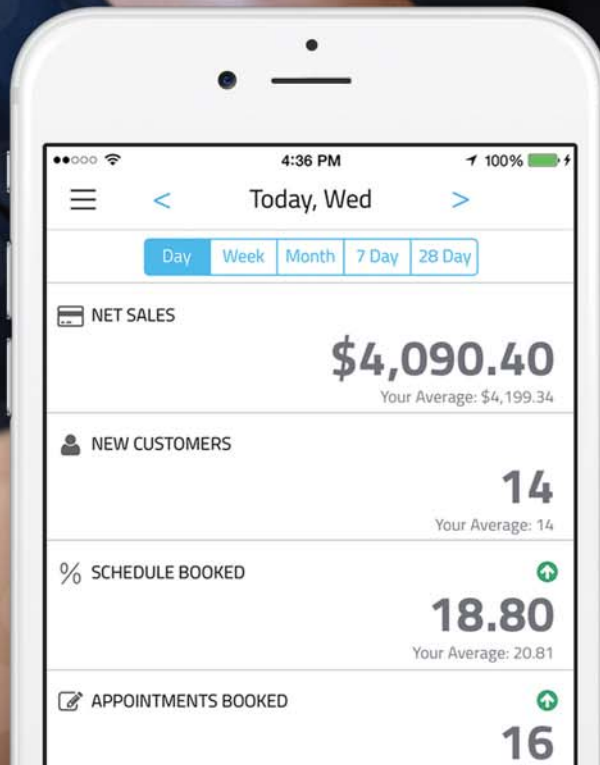 4:36 PM 100%
< Today, Wed >
Day Week Month 7 Day 28 Day
NET SALES
$4,090.40
Your Average: $4,199.34
NEW CUSTOMERS
14
Your Average: 14
% SCHEDULE BOOKED
18.80
Your Average: 20.81
APPOINTMENTS BOOKED
16